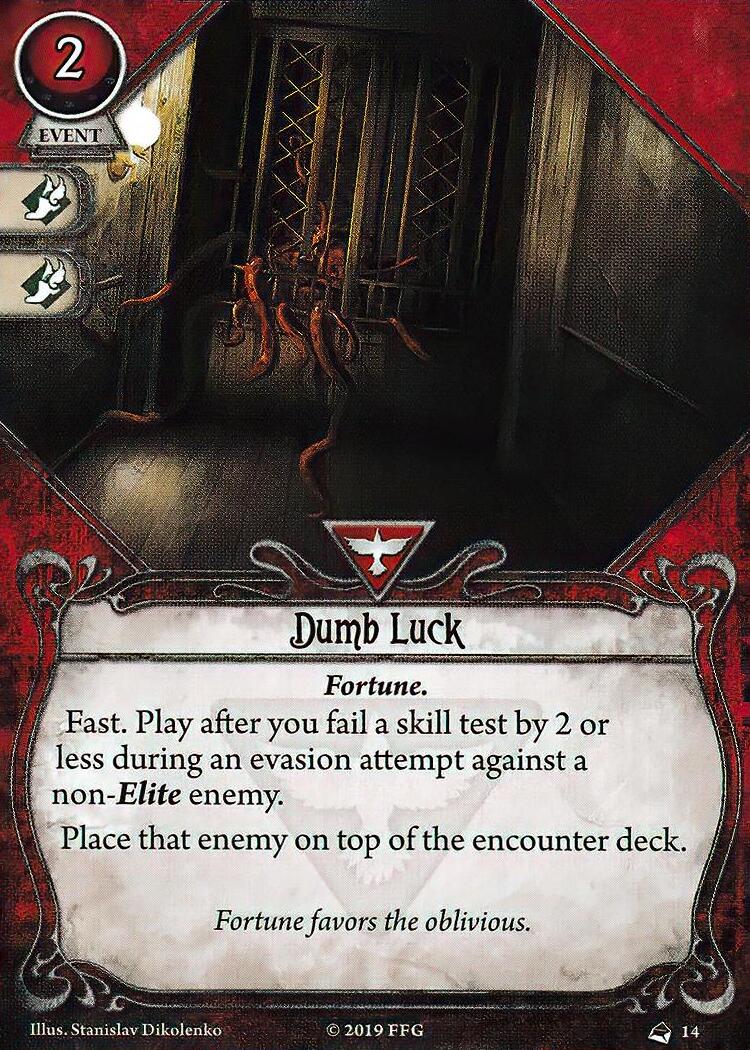 2
EVENT
Dumb Luck
Fortune.
Fast. Play after you fail a skill test by 2 or
less during an evasion attempt against a
non-Elite enemy.
Place that enemy on top of the encounter deck.
Fortune favors the oblivious.
Illus. Stanislav Dikolenko © 2019 FFG 14